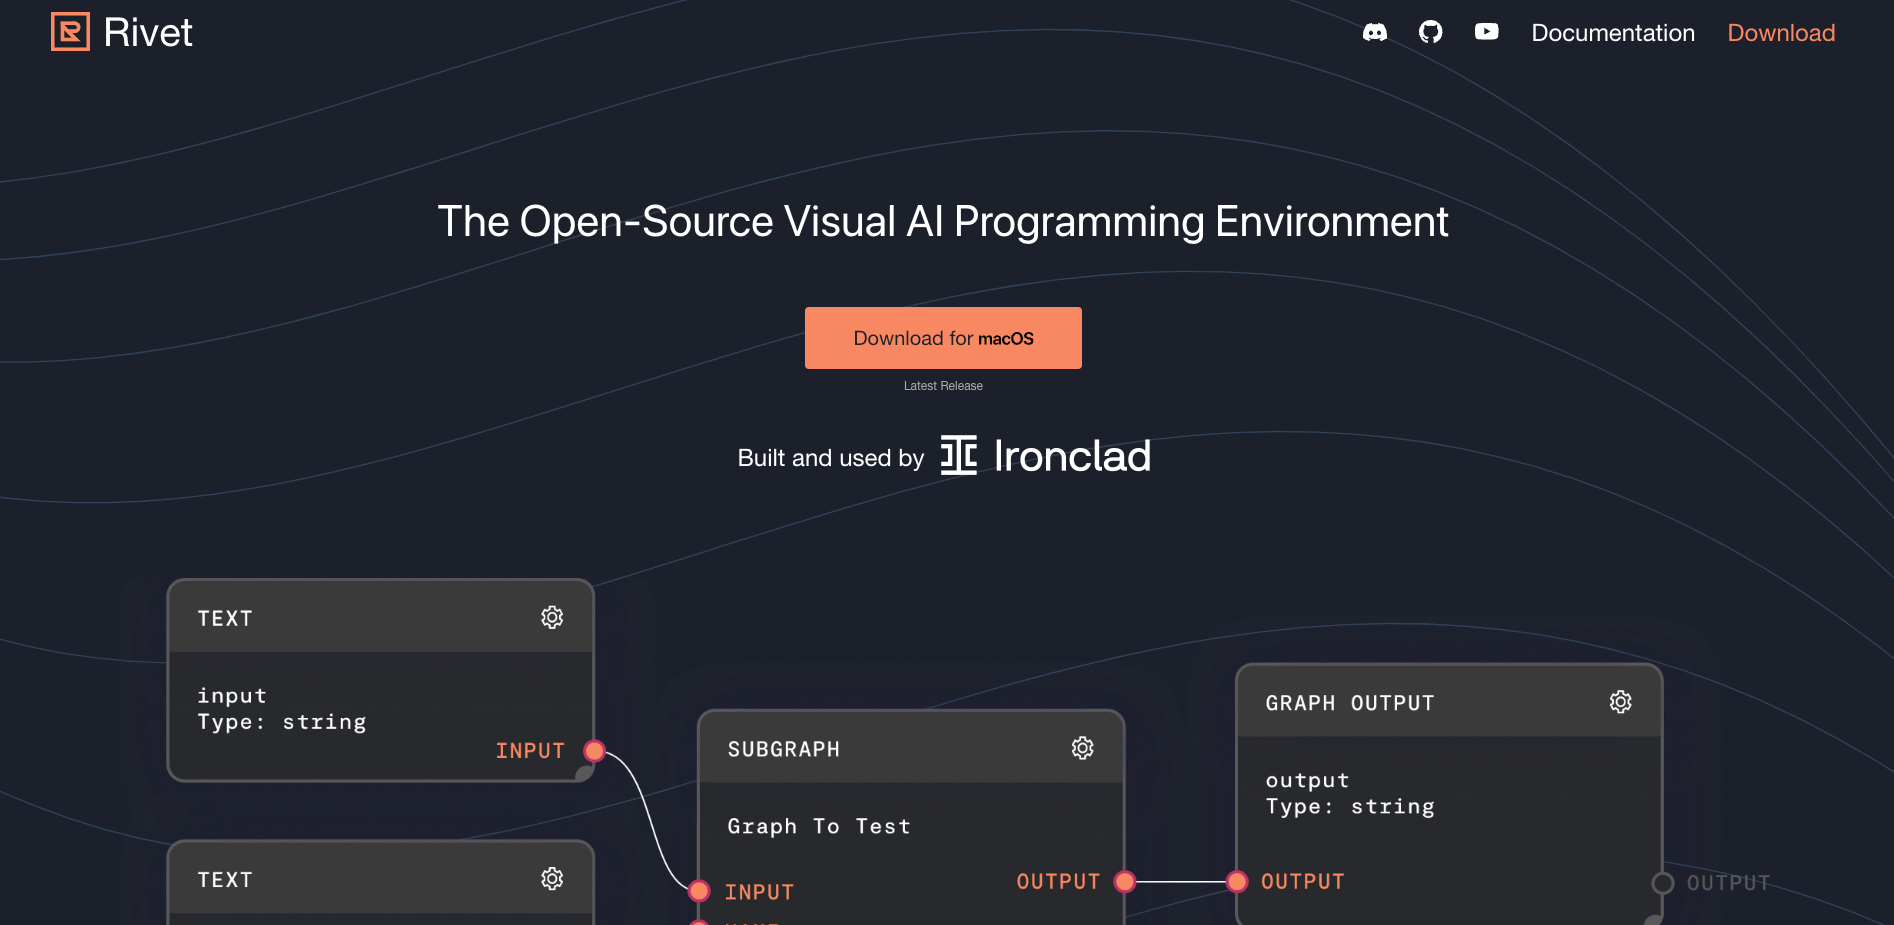 Rivet
Documentation
Download
The Open-Source Visual AI Programming Environment
Download for macOS
Latest Release
Built and used by Ironclad
TEXT
input
Type: string
INPUT
SUBGRAPH
Graph To Test
INPUT
OUTPUT
GRAPH OUTPUT
output
Type: string
OUTPUT
OUTPUT
TEXT